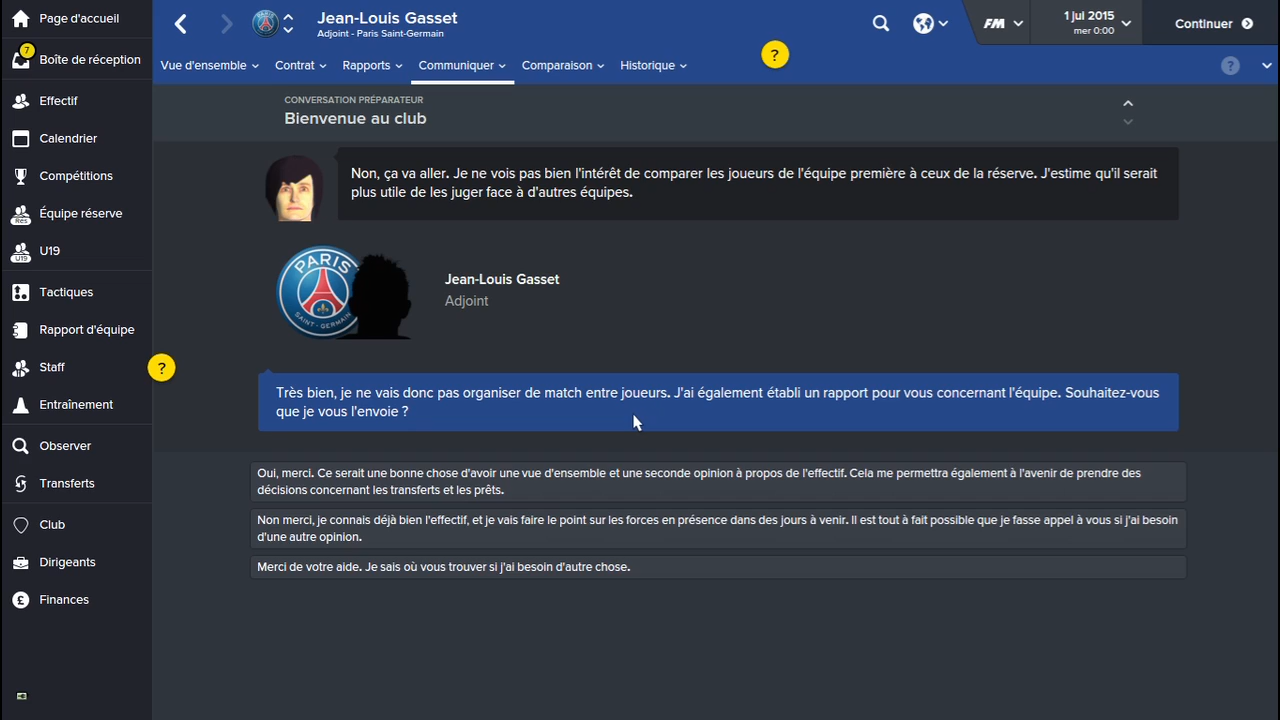 Page d'accueil
7
Boîte de réception
Effectif
Calendrier
Compétitions
Res
Équipe réserve
U19
U19
Tactiques
Rapport d'équipe
Staff
Entraînement
Observer
Transferts
Club
Dirigeants
£
Finances
Jean-Louis Gasset
Adjoint - Paris Saint-Germain
FM
1 jul 2015
mer 0:00
Continuer
?
Vue d'ensemble
Contrat
Rapports
Communiquer
Comparaison
Historique
?
CONVERSATION PRÉPARATEUR
Bienvenue au club
Non, ça va aller. Je ne vois pas bien l'intérêt de comparer les joueurs de l'équipe première à ceux de la réserve. J'estime qu'il serait
plus utile de les juger face à d'autres équipes.
PARIS
SAINT-GERMAIN
Jean-Louis Gasset
Adjoint
?
Très bien, je ne vais donc pas organiser de match entre joueurs. J'ai également établi un rapport pour vous concernant l'équipe. Souhaitez-vous
que je vous l'envoie ?
Oui, merci. Ce serait une bonne chose d'avoir une vue d'ensemble et une seconde opinion à propos de l'effectif. Cela me permettra également à l'avenir de prendre des
décisions concernant les transferts et les prêts.
Non merci, je connais déjà bien l'effectif, et je vais faire le point sur les forces en présence dans des jours à venir. Il est tout à fait possible que je fasse appel à vous si j'ai besoin
d'une autre opinion.
Merci de votre aide. Je sais où vous trouver si j'ai besoin d'autre chose.